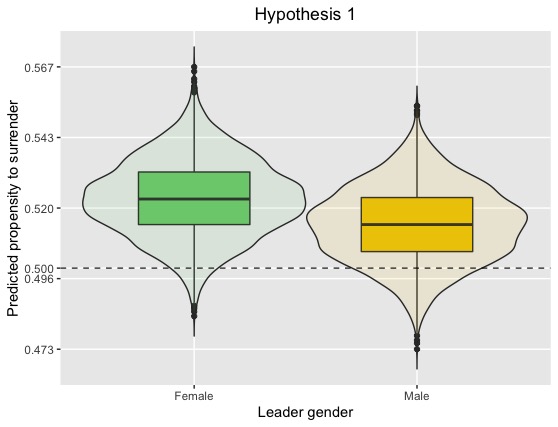 Hypothesis 1
Predicted propensity to surrender
0.567
0.543
0.520
0.500
0.496
0.473
Female
Male
Leader gender